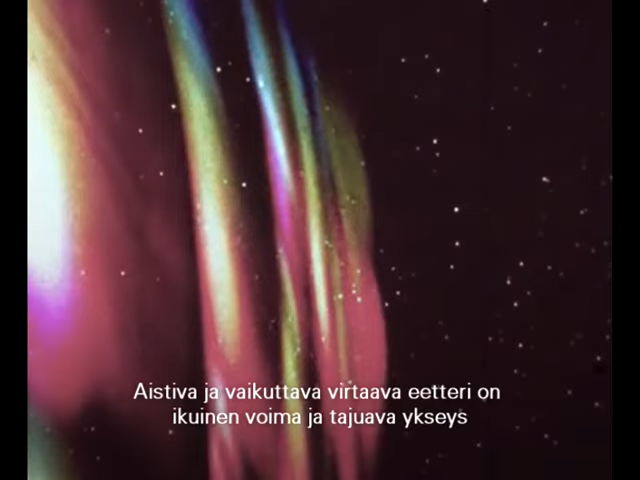 Aistiva ja vaikuttava virtaava eetteri on
ikuinen voima ja tajuava ykseys